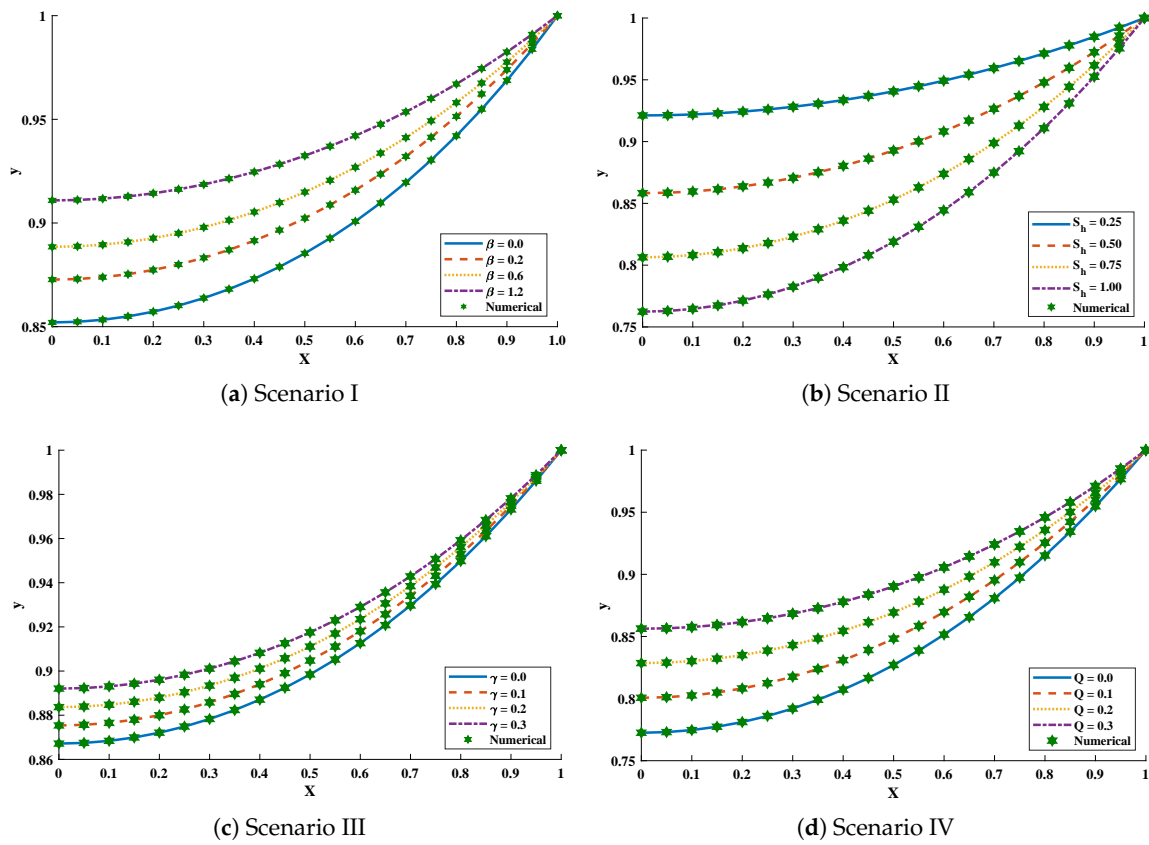 1
0.95
0.9
0.85
y
0 0.1 0.2 0.3 0.4 0.5 0.6 0.7 0.8 0.9 1.0
X
β = 0.0
β = 0.2
β = 0.6
β = 1.2
Numerical
(a) Scenario I
1
0.95
0.9
0.85
0.8
0.75
y
0 0.1 0.2 0.3 0.4 0.5 0.6 0.7 0.8 0.9 1
X
S_h = 0.25
S_h = 0.50
S_h = 0.75
S_h = 1.00
Numerical
(b) Scenario II
1
0.98
0.96
0.94
0.92
0.9
0.88
0.86
y
0 0.1 0.2 0.3 0.4 0.5 0.6 0.7 0.8 0.9 1
X
γ = 0.0
γ = 0.1
γ = 0.2
γ = 0.3
Numerical
(c) Scenario III
1
0.95
0.9
0.85
0.8
0.75
y
0 0.1 0.2 0.3 0.4 0.5 0.6 0.7 0.8 0.9 1
X
Q = 0.0
Q = 0.1
Q = 0.2
Q = 0.3
Numerical
(d) Scenario IV